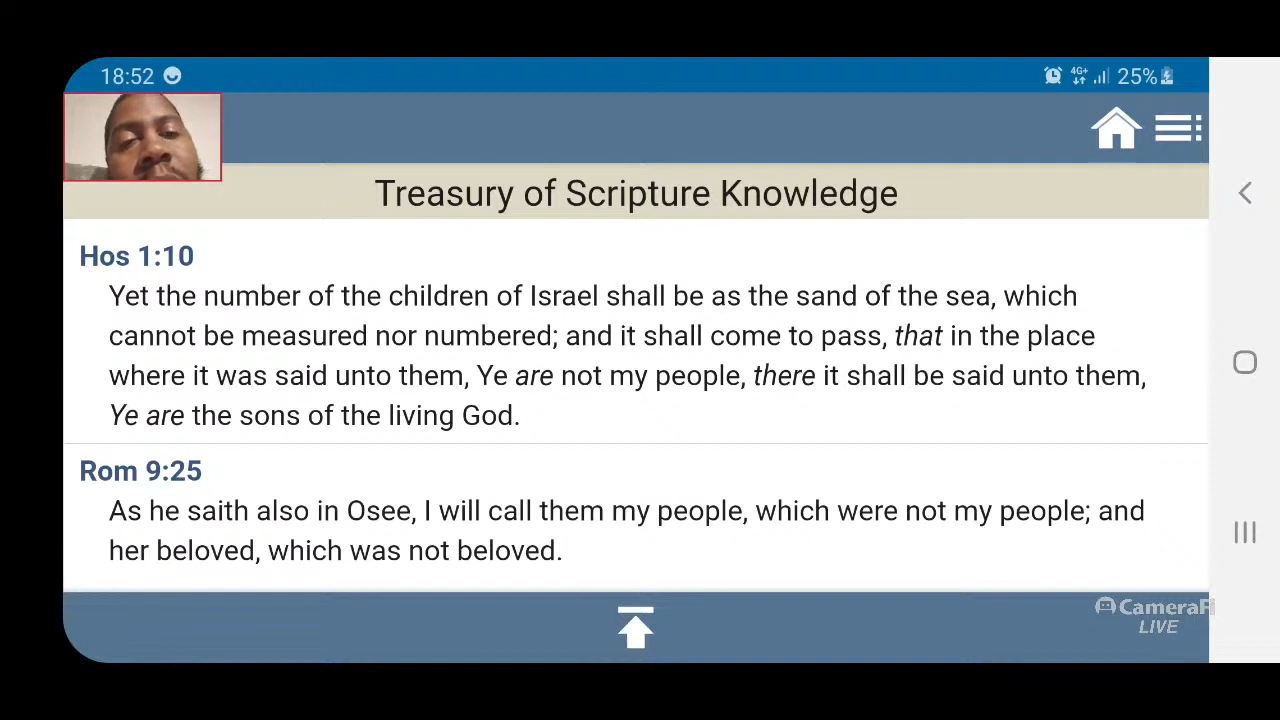 18:52
4G+ 25%
Treasury of Scripture Knowledge
Hos 1:10
Yet the number of the children of Israel shall be as the sand of the sea, which
cannot be measured nor numbered; and it shall come to pass, that in the place
where it was said unto them, Ye are not my people, there it shall be said unto them,
Ye are the sons of the living God.
Rom 9:25
As he saith also in Osee, I will call them my people, which were not my people; and
her beloved, which was not beloved.
CameraFi
LIVE